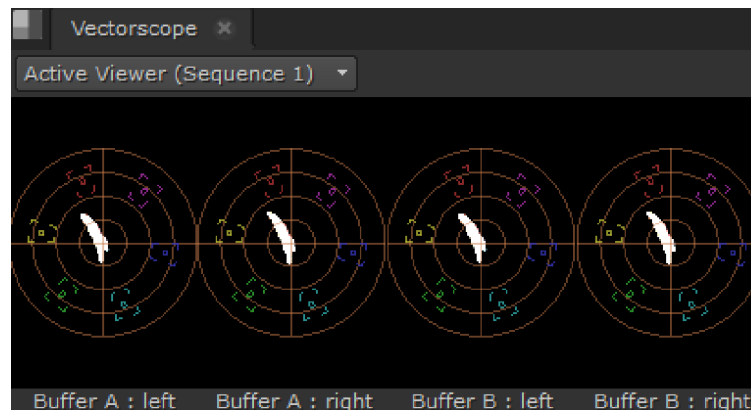 Vectorscope
Active Viewer (Sequence 1)
Buffer A : left
Buffer A : right
Buffer B : left
Buffer B : right